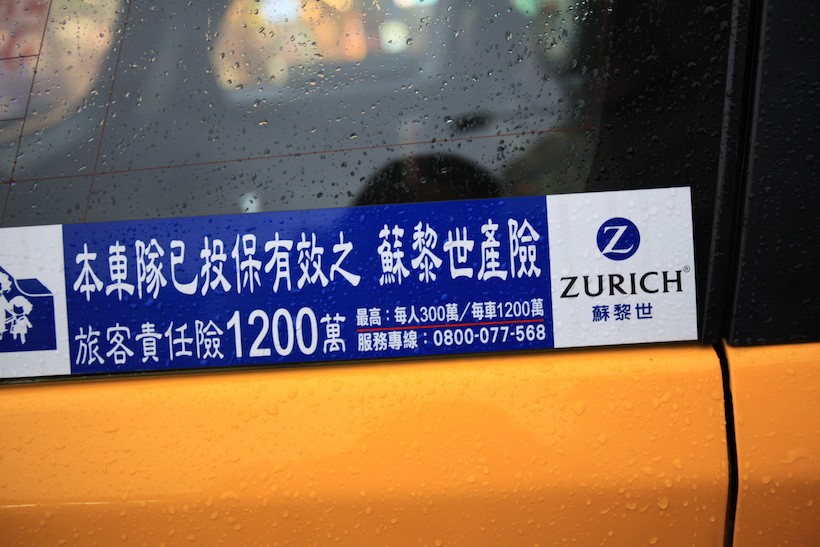 本車隊已投保有效之 蘇黎世產險
旅客責任險1200萬
最高：每人300萬／每車1200萬
服務專線：0800-077-568
Z
ZURICH®
蘇黎世